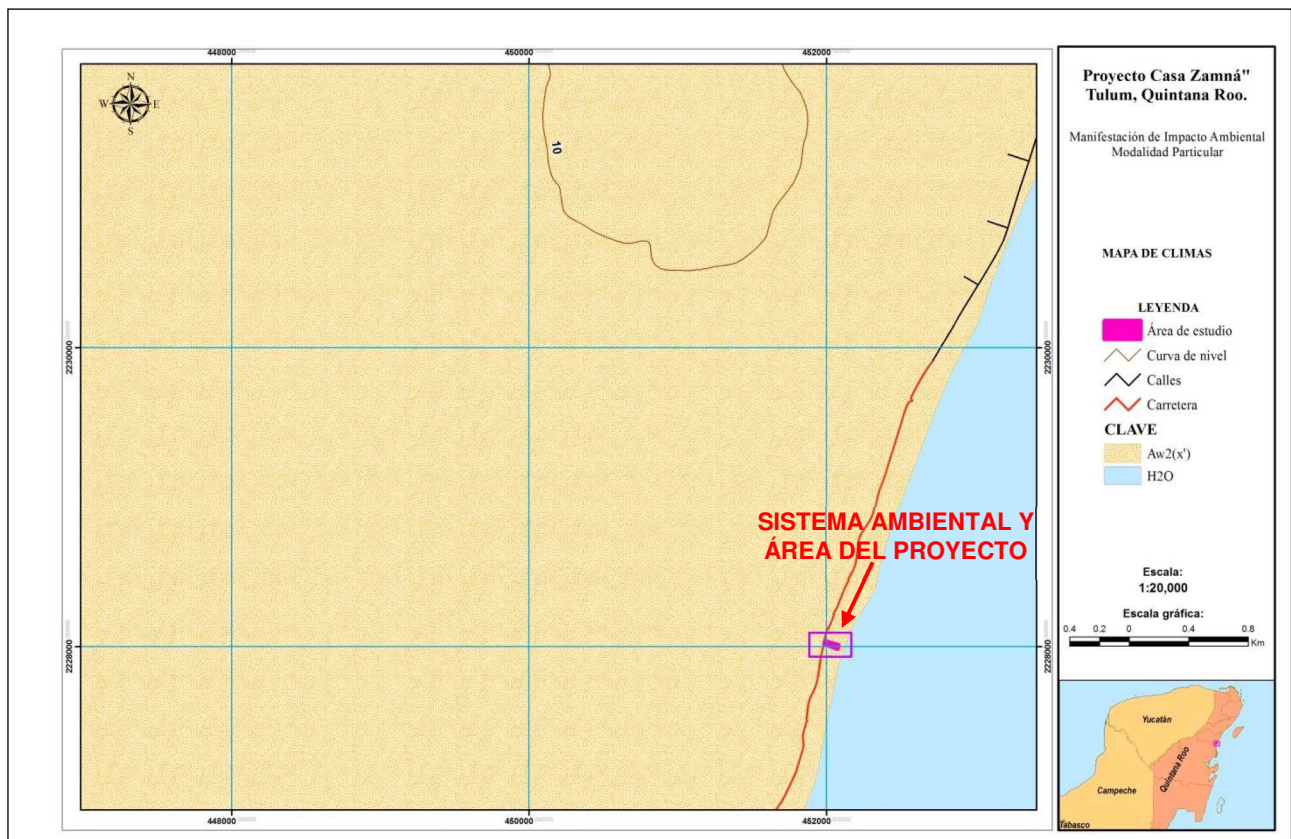 448000
450000
452000
N
W
E
S
10
2230000
2230000
SISTEMA AMBIENTAL Y
ÁREA DEL PROYECTO
2228000
2228000
448000
450000
452000
Proyecto Casa Zamná"
Tulum, Quintana Roo.
Manifestación de Impacto Ambiental
Modalidad Particular
MAPA DE CLIMAS
LEYENDA
Área de estudio
Curva de nivel
Calles
Carretera
CLAVE
Aw2(x')
H2O
Escala:
1:20,000
Escala gráfica:
0.4 0.2 0 0.4 0.8
Km
Yucatán
Quintana Roo
Campeche
Tabasco